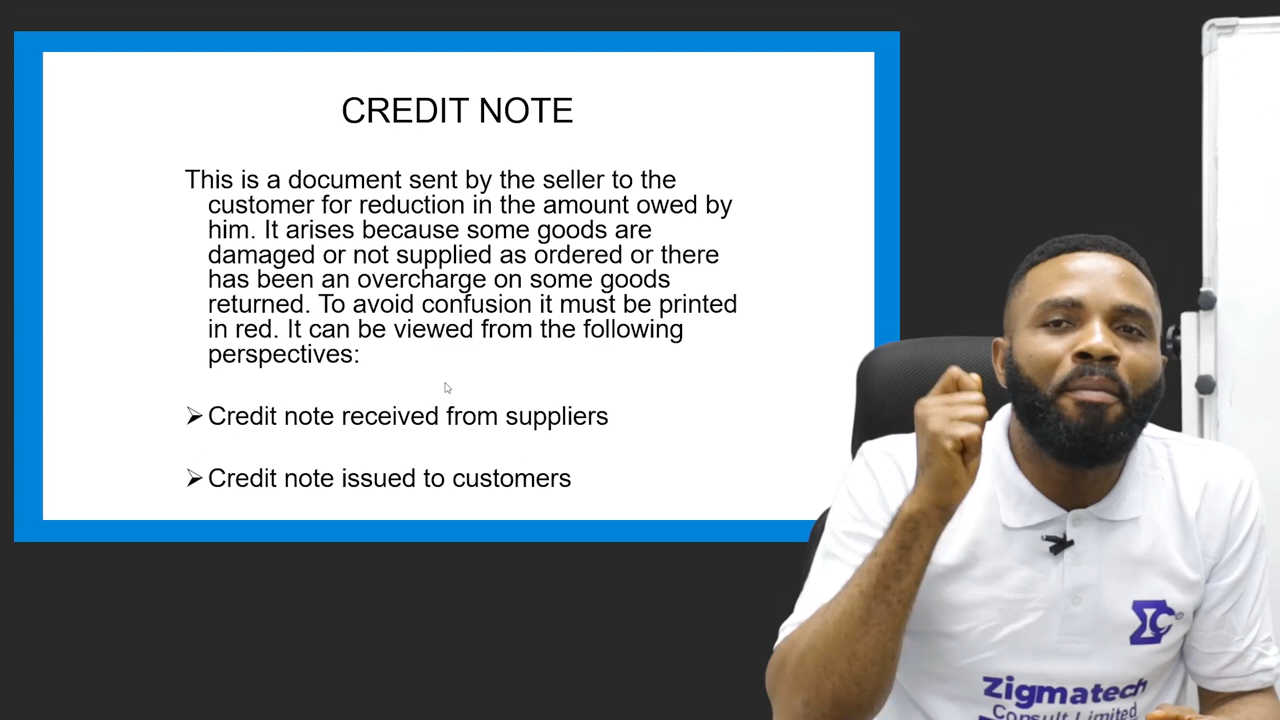 CREDIT NOTE
This is a document sent by the seller to the
customer for reduction in the amount owed by
him. It arises because some goods are
damaged or not supplied as ordered or there
has been an overcharge on some goods
returned. To avoid confusion it must be printed
in red. It can be viewed from the following
perspectives:
➢ Credit note received from suppliers
➢ Credit note issued to customers
Zigmatech
Consult Limited